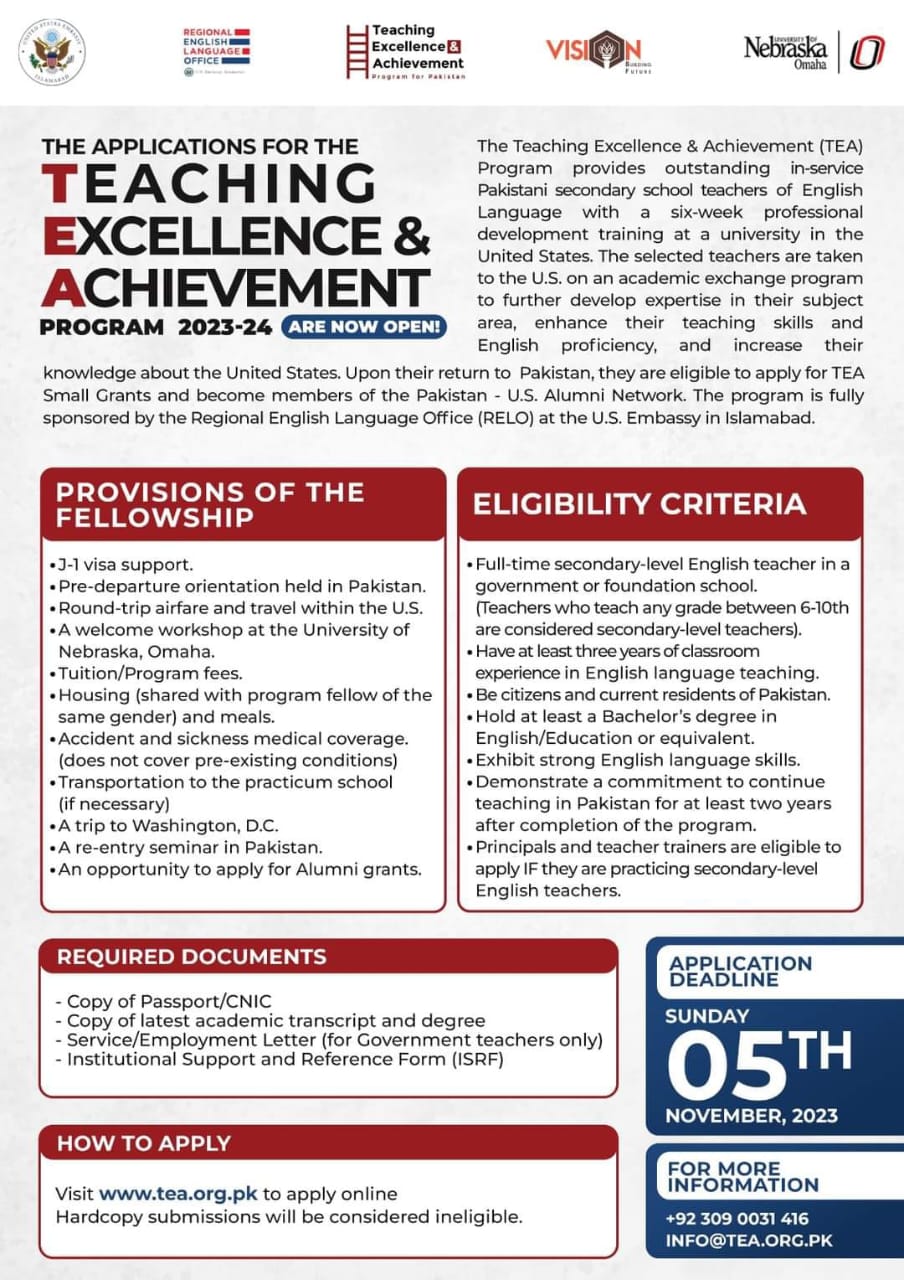 UNITED STATES EMBASSY
ISLAMABAD
REGIONAL
ENGLISH
LANGUAGE
OFFICE
Teaching
Excellence &
Achievement
Program for Pakistan
VISION
BUILDING
FUTURE
UNIVERSITY OF
Nebraska
Omaha
THE APPLICATIONS FOR THE
TEACHING
EXCELLENCE &
ACHIEVEMENT
PROGRAM 2023-24 ARE NOW OPEN!
The Teaching Excellence & Achievement (TEA)
Program provides outstanding in-service
Pakistani secondary school teachers of English
Language with a six-week professional
development training at a university in the
United States. The selected teachers are taken
to the U.S. on an academic exchange program
to further develop expertise in their subject
area, enhance their teaching skills and
English proficiency, and increase their
knowledge about the United States. Upon their return to Pakistan, they are eligible to apply for TEA
Small Grants and become members of the Pakistan - U.S. Alumni Network. The program is fully
sponsored by the Regional English Language Office (RELO) at the U.S. Embassy in Islamabad.
PROVISIONS OF THE
FELLOWSHIP
•J-1 visa support.
•Pre-departure orientation held in Pakistan.
•Round-trip airfare and travel within the U.S.
•A welcome workshop at the University of
Nebraska, Omaha.
•Tuition/Program fees.
•Housing (shared with program fellow of the
same gender) and meals.
•Accident and sickness medical coverage.
(does not cover pre-existing conditions)
•Transportation to the practicum school
(if necessary)
•A trip to Washington, D.C.
•A re-entry seminar in Pakistan.
•An opportunity to apply for Alumni grants.
ELIGIBILITY CRITERIA
•Full-time secondary-level English teacher in a
government or foundation school.
(Teachers who teach any grade between 6-10th
are considered secondary-level teachers).
•Have at least three years of classroom
experience in English language teaching.
•Be citizens and current residents of Pakistan.
•Hold at least a Bachelor's degree in
English/Education or equivalent.
•Exhibit strong English language skills.
•Demonstrate a commitment to continue
teaching in Pakistan for at least two years
after completion of the program.
•Principals and teacher trainers are eligible to
apply IF they are practicing secondary-level
English teachers.
REQUIRED DOCUMENTS
- Copy of Passport/CNIC
- Copy of latest academic transcript and degree
- Service/Employment Letter (for Government teachers only)
- Institutional Support and Reference Form (ISRF)
APPLICATION
DEADLINE
SUNDAY
05TH
NOVEMBER, 2023
HOW TO APPLY
Visit www.tea.org.pk to apply online
Hardcopy submissions will be considered ineligible.
FOR MORE
INFORMATION
+92 309 0031 416
INFO@TEA.ORG.PK